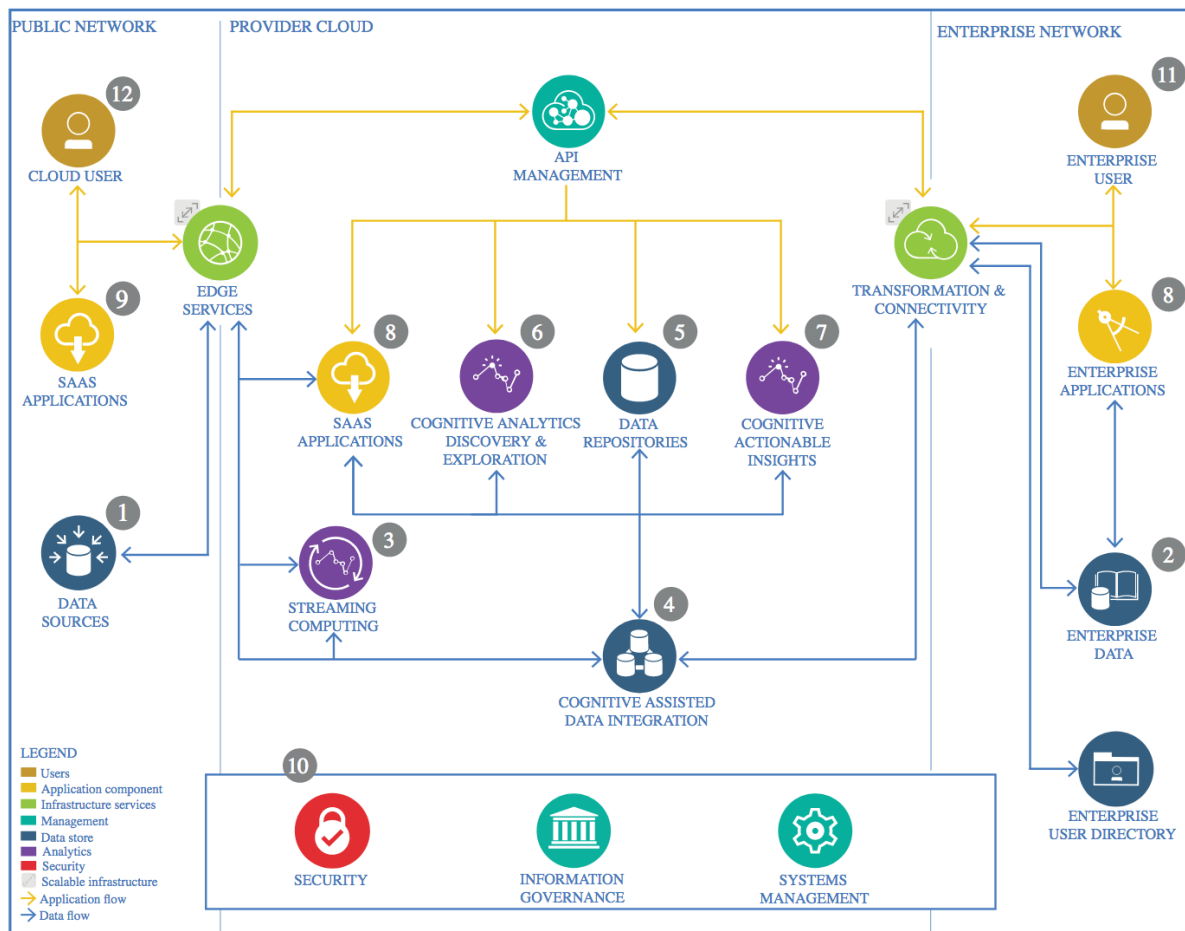 PUBLIC NETWORK
PROVIDER CLOUD
ENTERPRISE NETWORK
12
CLOUD USER
API
MANAGEMENT
11
ENTERPRISE
USER
EDGE
SERVICES
TRANSFORMATION &
CONNECTIVITY
9
SAAS
APPLICATIONS
8
SAAS
APPLICATIONS
6
COGNITIVE ANALYTICS
DISCOVERY &
EXPLORATION
5
DATA
REPOSITORIES
7
COGNITIVE
ACTIONABLE
INSIGHTS
8
ENTERPRISE
APPLICATIONS
1
DATA
SOURCES
3
STREAMING
COMPUTING
4
COGNITIVE ASSISTED
DATA INTEGRATION
2
ENTERPRISE
DATA
ENTERPRISE
USER DIRECTORY
10
SECURITY
INFORMATION
GOVERNANCE
SYSTEMS
MANAGEMENT
LEGEND
Users
Application component
Infrastructure services
Management
Data store
Analytics
Security
Scalable infrastructure
Application flow
Data flow